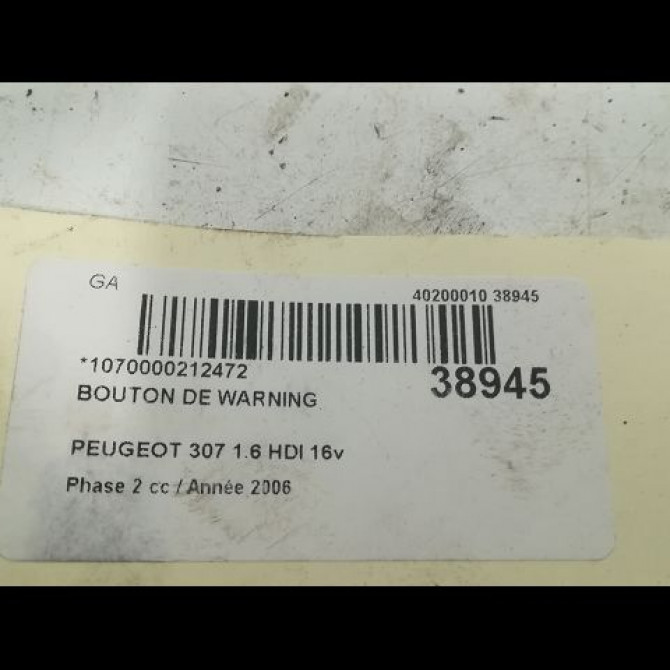 GA
40200010 38945
*1070000212472
38945
BOUTON DE WARNING
PEUGEOT 307 1.6 HDI 16v
Phase 2 cc / Année 2006